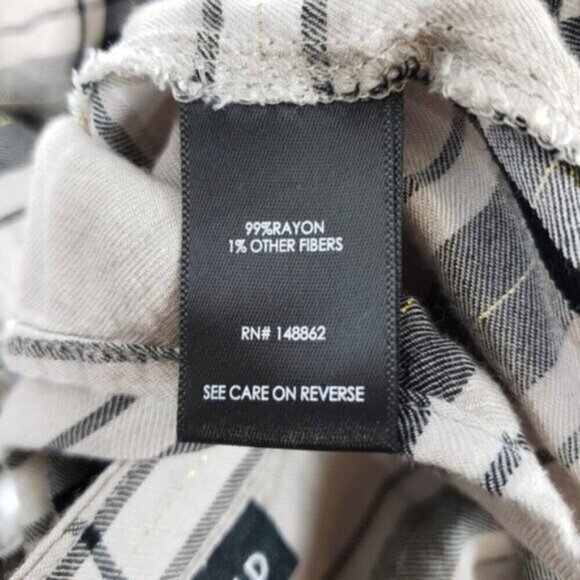 99%RAYON
1% OTHER FIBERS
RN# 148862
SEE CARE ON REVERSE